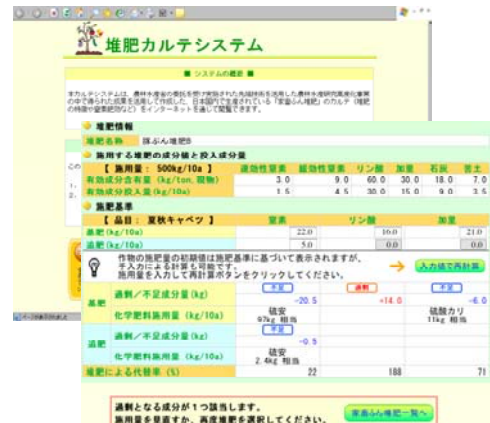 堆肥カルテシステム
■ システムの概要 ■
本カルテシステムは、農林水産省の委託を受け実施された先端技術を活用した農林水産研究高度化事業
の中で得られた成果を活用して作成した、日本国内で生産されている「家畜ふん堆肥」のカルテ（堆肥
の特徴や窒素肥効など）をインターネットを通じて閲覧できます。
堆肥情報
堆肥名称 豚ぷん堆肥B
施用する堆肥の成分値と投入成分量
【 施用量: 500kg/10a 】 速効性窒素 緩効性窒素 リン酸 加里 石灰 苦土
有効成分含有量 (kg/ton,現物) 3.0 9.0 60.0 30.0 18.0 7.0
有効成分投入量(kg/10a) 1.5 4.5 30.0 15.0 9.0 3.5
施肥基準
【 品目: 夏秋キャベツ 】 窒素 リン酸 加里
基肥(kg/10a) 22.0 16.0 21.0
追肥(kg/10a) 5.0 0.0 0.0
作物の施肥量の初期値は施肥基準に基づいて表示されますが、
手入力による計算も可能です。
施用量を入力して再計算ボタンをクリックしてください。
→ 入力値で再計算
基肥
過剰／不足成分量(kg) 不足 -20.5 過剰 +14.0 不足 -6.0
化学肥料施用量 (kg/10a) 硫安 97kg 相当 硫酸カリ 11kg 相当
追肥
過剰／不足成分量(kg) 不足 -0.5
化学肥料施用量 (kg/10a) 硫安 2.4kg 相当
堆肥による代替率 (%) 22 188 71
過剰となる成分が１つ該当します。
施用量を見直すか、再度堆肥を選択してください。
家畜ふん堆肥一覧へ